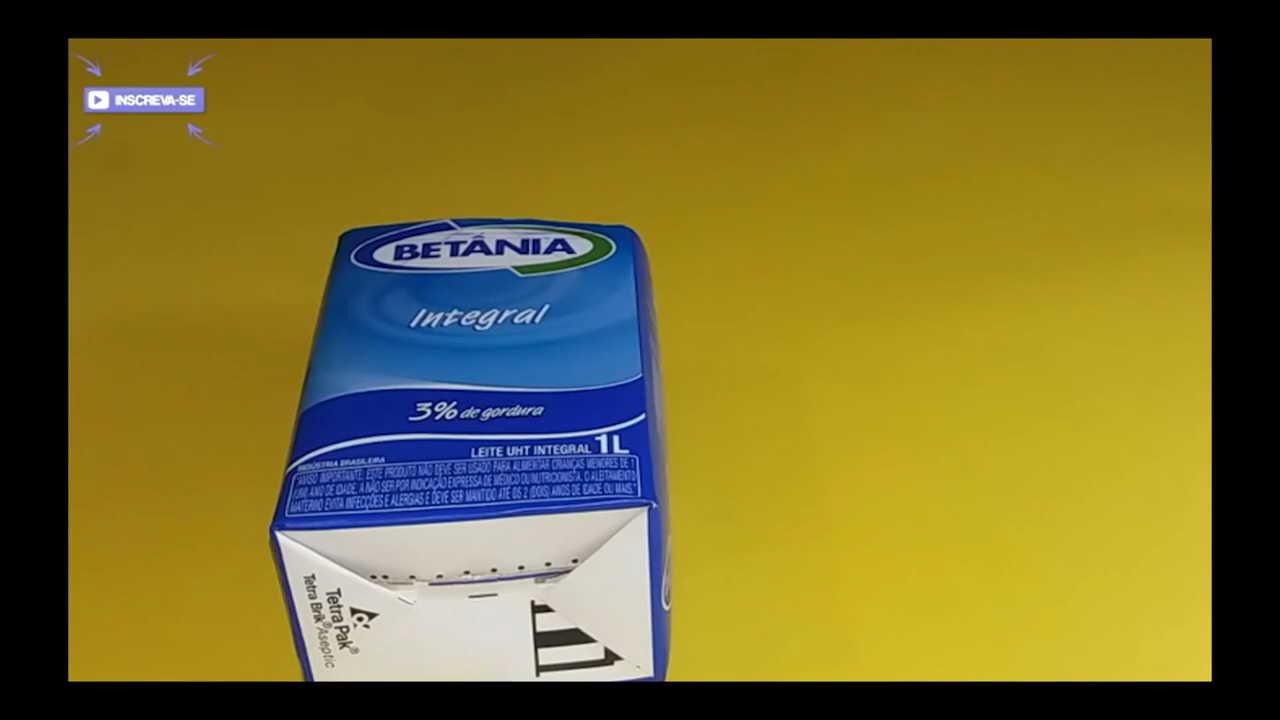 INSCREVA-SE
BETÂNIA
Integral
3% de gordura
LEITE UHT INTEGRAL 1L
INDÚSTRIA BRASILEIRA
"AVISO IMPORTANTE: ESTE PRODUTO NÃO DEVE SER USADO PARA ALIMENTAR CRIANÇAS MENORES DE 1
(UM) ANO DE IDADE, A NÃO SER POR INDICAÇÃO EXPRESSA DE MÉDICO OU NUTRICIONISTA. O ALEITAMENTO
MATERNO EVITA INFECÇÕES E ALERGIAS E DEVE SER MANTIDO ATÉ OS 2 (DOIS) ANOS DE IDADE OU MAIS."
Tetra Pak®
Tetra Brik® Aseptic